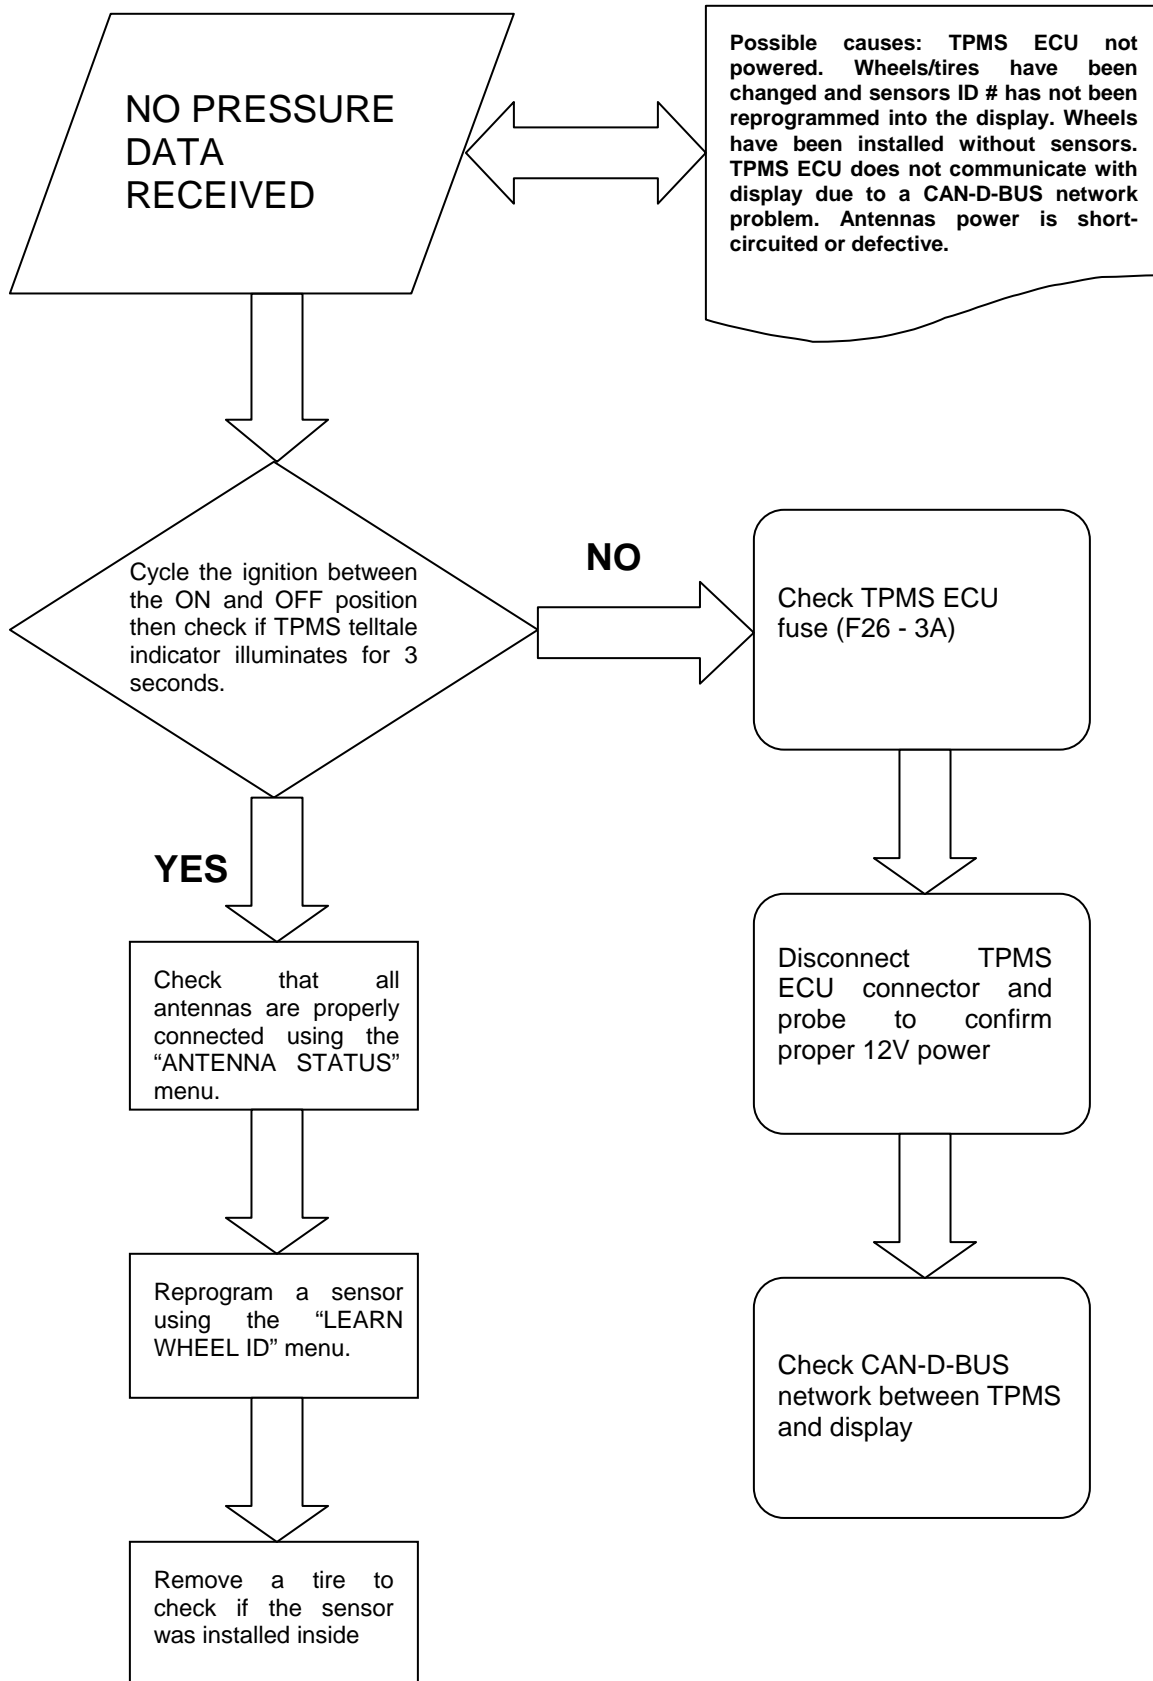 NO PRESSURE
DATA
RECEIVED
Possible causes: TPMS ECU not
powered. Wheels/tires have been
changed and sensors ID # has not been
reprogrammed into the display. Wheels
have been installed without sensors.
TPMS ECU does not communicate with
display due to a CAN-D-BUS network
problem. Antennas power is short-
circuited or defective.
Cycle the ignition between
the ON and OFF position
then check if TPMS telltale
indicator illuminates for 3
seconds.
NO
Check TPMS ECU
fuse (F26 - 3A)
YES
Check that all
antennas are properly
connected using the
“ANTENNA STATUS”
menu.
Disconnect TPMS
ECU connector and
probe to confirm
proper 12V power
Reprogram a sensor
using the “LEARN
WHEEL ID” menu.
Check CAN-D-BUS
network between TPMS
and display
Remove a tire to
check if the sensor
was installed inside